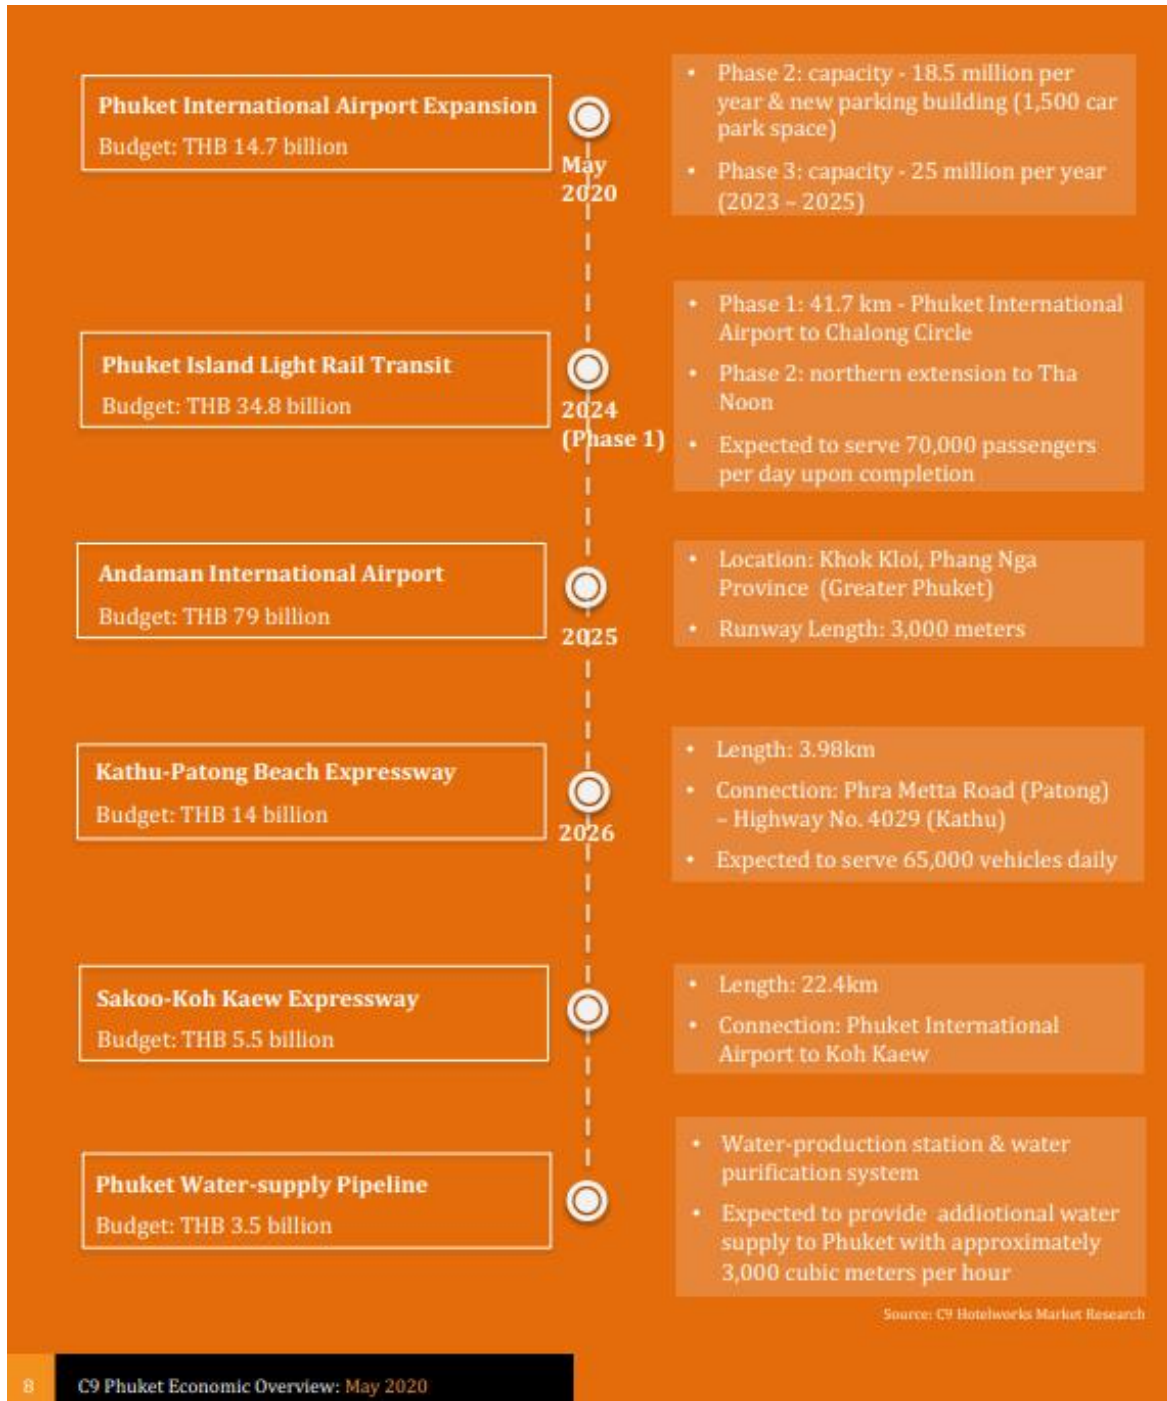 Phuket International Airport Expansion
Budget: THB 14.7 billion
May
2020
• Phase 2: capacity - 18.5 million per
year & new parking building (1,500 car
park space)
• Phase 3: capacity - 25 million per year
(2023 – 2025)
Phuket Island Light Rail Transit
Budget: THB 34.8 billion
2024
(Phase 1)
• Phase 1: 41.7 km - Phuket International
Airport to Chalong Circle
• Phase 2: northern extension to Tha
Noon
• Expected to serve 70,000 passengers
per day upon completion
Andaman International Airport
Budget: THB 79 billion
2025
• Location: Khok Kloi, Phang Nga
Province (Greater Phuket)
• Runway Length: 3,000 meters
Kathu-Patong Beach Expressway
Budget: THB 14 billion
2026
• Length: 3.98km
• Connection: Phra Metta Road (Patong)
– Highway No. 4029 (Kathu)
• Expected to serve 65,000 vehicles daily
Sakoo-Koh Kaew Expressway
Budget: THB 5.5 billion
• Length: 22.4km
• Connection: Phuket International
Airport to Koh Kaew
Phuket Water-supply Pipeline
Budget: THB 3.5 billion
• Water-production station & water
purification system
• Expected to provide addiotional water
supply to Phuket with approximately
3,000 cubic meters per hour
Source: C9 Hotelworks Market Research
8
C9 Phuket Economic Overview: May 2020